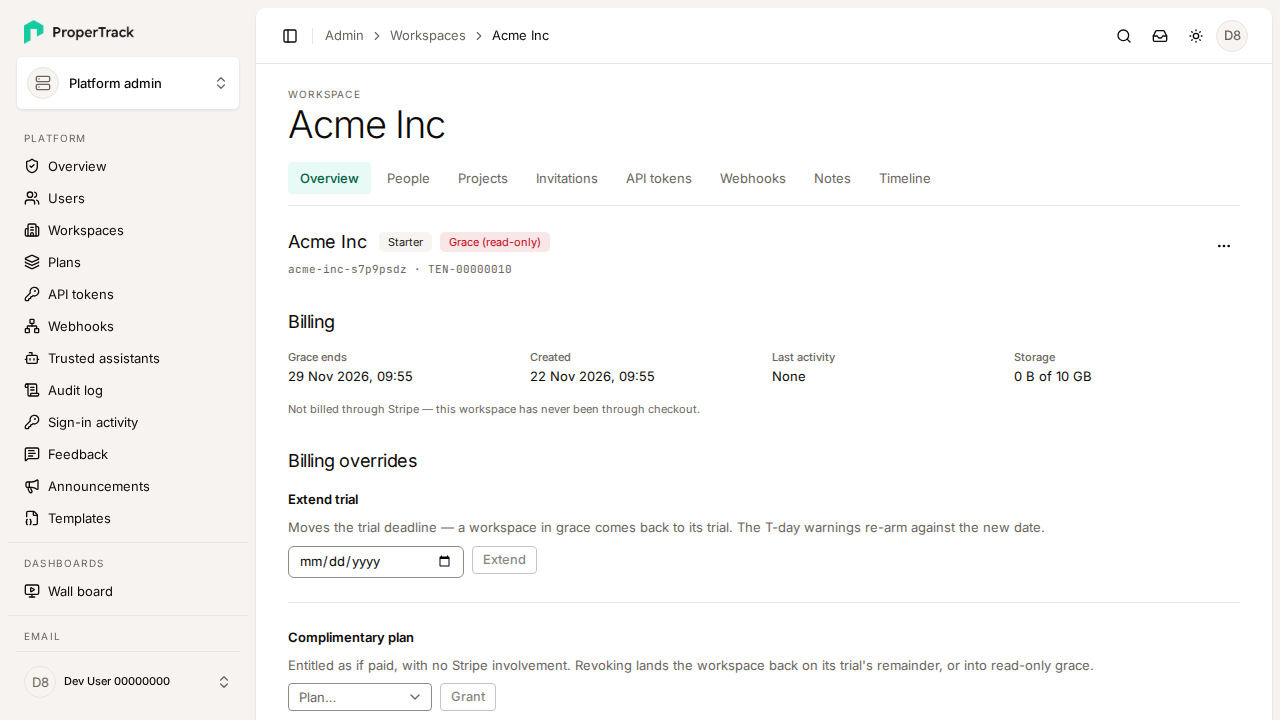 ProperTrack
Platform admin
PLATFORM
Overview
Users
Workspaces
Plans
API tokens
Webhooks
Trusted assistants
Audit log
Sign-in activity
Feedback
Announcements
Templates
DASHBOARDS
Wall board
EMAIL
D8 Dev User 00000000
Admin > Workspaces > Acme Inc
D8
WORKSPACE
Acme Inc
Overview People Projects Invitations API tokens Webhooks Notes Timeline
Acme Inc Starter Grace (read-only)
acme-inc-s7p9psdz · TEN-00000010
Billing
Grace ends Created Last activity Storage
29 Nov 2026, 09:55 22 Nov 2026, 09:55 None 0 B of 10 GB
Not billed through Stripe — this workspace has never been through checkout.
Billing overrides
Extend trial
Moves the trial deadline — a workspace in grace comes back to its trial. The T-day warnings re-arm against the new date.
mm/dd/yyyy Extend
Complimentary plan
Entitled as if paid, with no Stripe involvement. Revoking lands the workspace back on its trial's remainder, or into read-only grace.
Plan... Grant